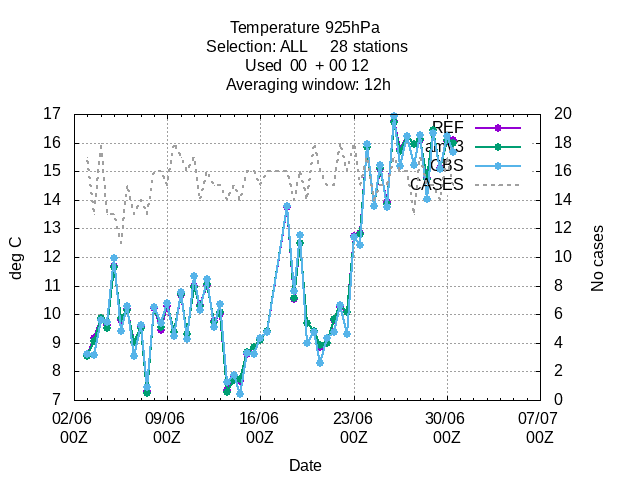 Temperature 925hPa
Selection: ALL 28 stations
Used 00 + 00 12
Averaging window: 12h
17 20
REF
16 18
15 16
OBS
CASES
14 14
13 12
12 10
11 8
10 6
9 4
8 2
7 0
deg C
No cases
02/06 09/06 16/06 23/06 30/06 07/07
00Z 00Z 00Z 00Z 00Z 00Z
Date